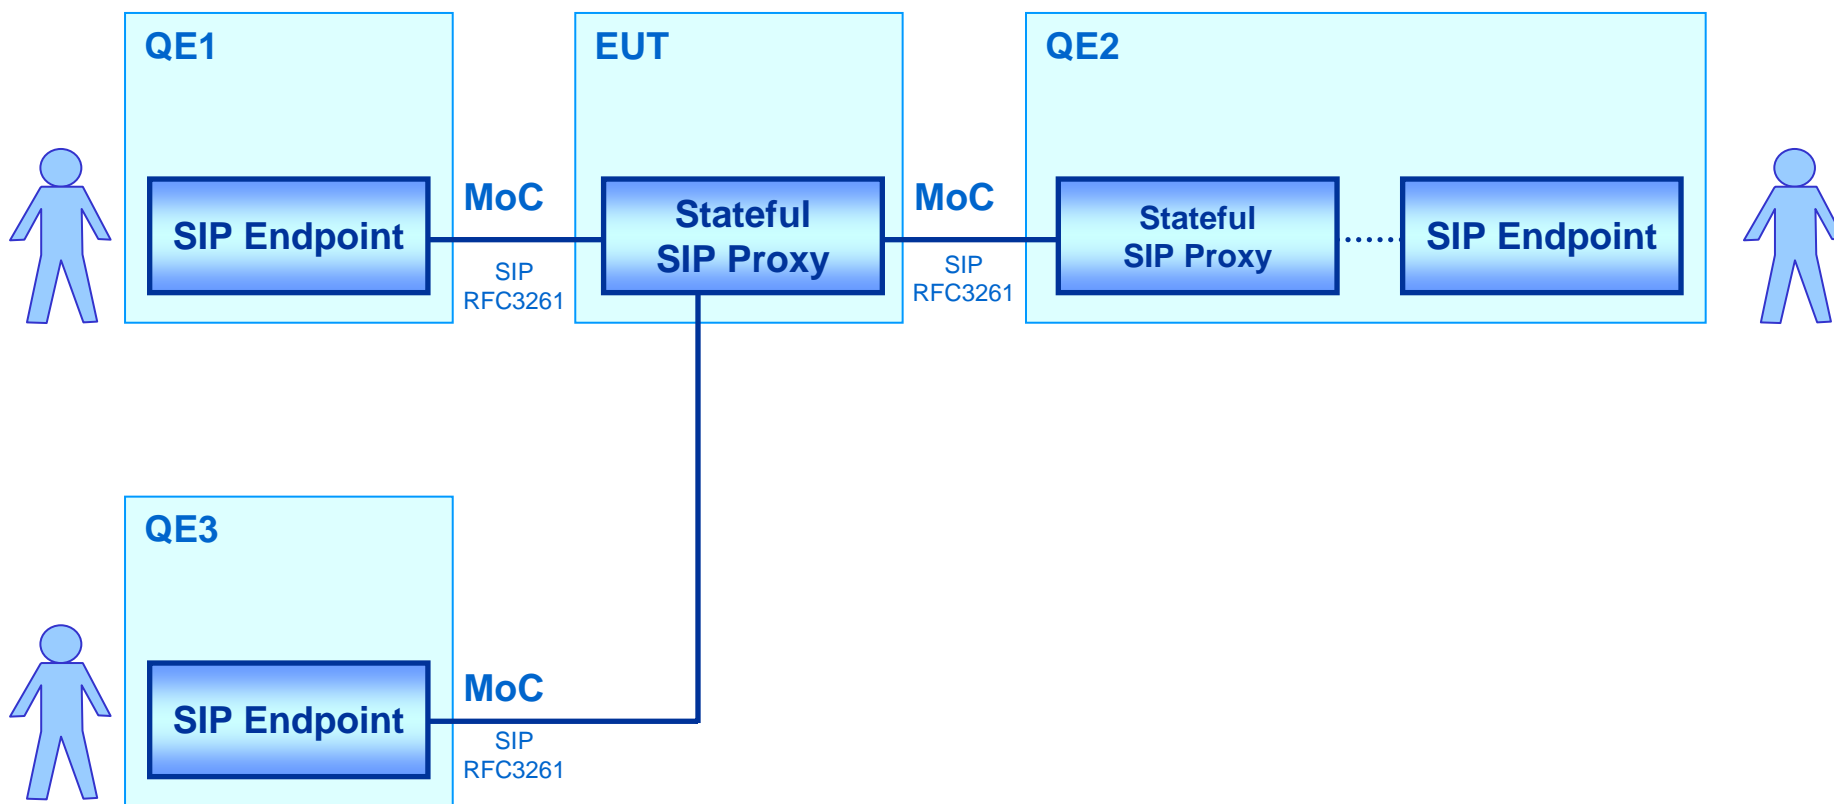 QE1
EUT
QE2
SIP Endpoint
MoC
SIP
RFC3261
Stateful
SIP Proxy
MoC
SIP
RFC3261
Stateful
SIP Proxy
SIP Endpoint
QE3
SIP Endpoint
MoC
SIP
RFC3261